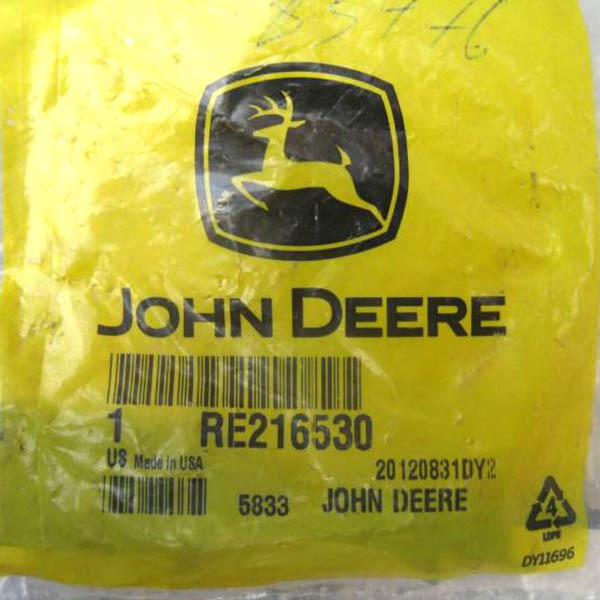 JOHN DEERE
1 RE216530
US Made in USA
20120831DY2
5833 JOHN DEERE
4
LDPE
DY11696